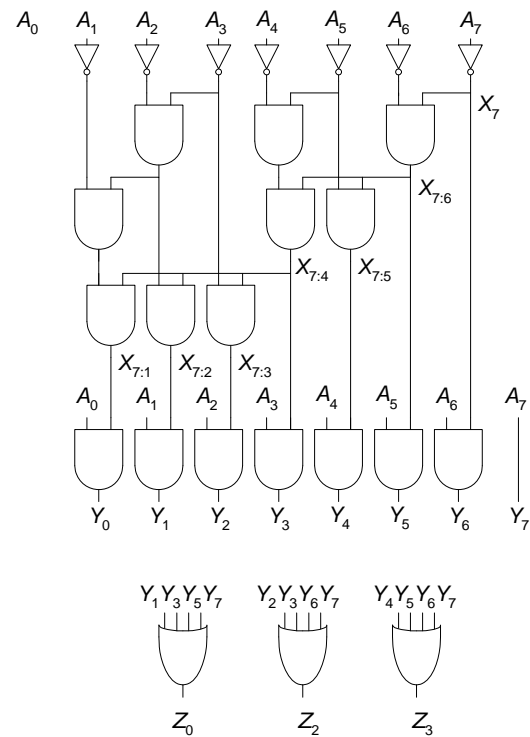 A0 A1 A2 A3 A4 A5 A6 A7
X7
X7:6
X7:4 X7:5
X7:1 X7:2 X7:3
A0 A1 A2 A3 A4 A5 A6 A7
Y0 Y1 Y2 Y3 Y4 Y5 Y6 Y7
Y1 Y3 Y5 Y7 Y2 Y3 Y6 Y7 Y4 Y5 Y6 Y7
Z0 Z2 Z3